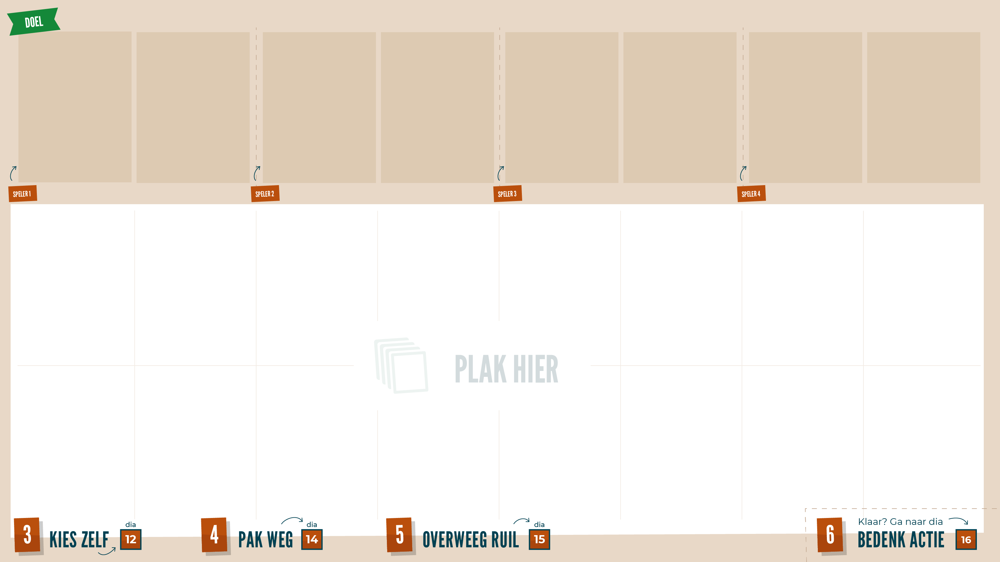 DOEL
SPELER 1
SPELER 2
SPELER 3
SPELER 4
PLAK HIER
3 KIES ZELF dia 12
4 PAK WEG dia 14
5 OVERWEEG RUIL dia 15
6 Klaar? Ga naar dia
BEDENK ACTIE 16